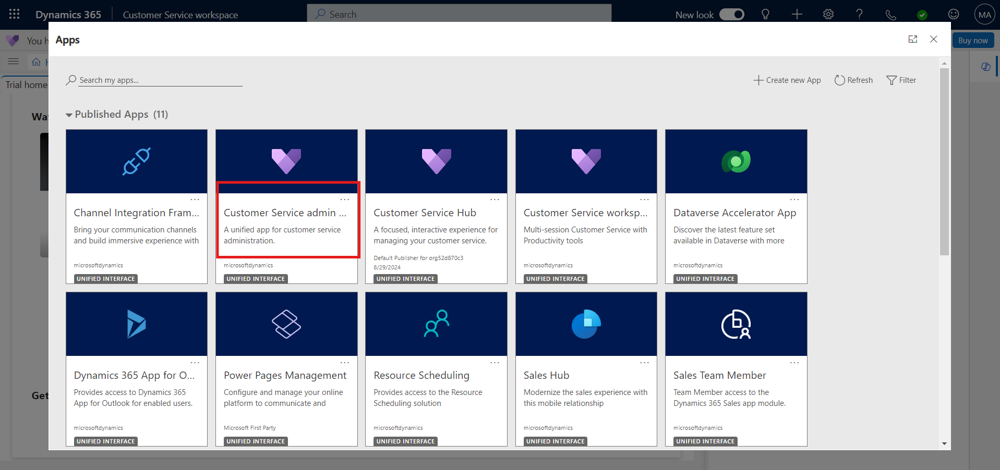 Dynamics 365
Customer Service workspace
Search
New look
MA
You h
Apps
Buy now
Search my apps...
Create new App
Refresh
Filter
Trial home
Published Apps (11)
Channel Integration Fram...
Bring your communication channels
and build immersive experience with
microsoftdynamics
UNIFIED INTERFACE
Customer Service admin ...
A unified app for customer service
administration.
microsoftdynamics
UNIFIED INTERFACE
Customer Service Hub
A focused, interactive experience for
managing your customer service.
Default Publisher for org52d870c3
8/29/2024
UNIFIED INTERFACE
Customer Service worksp...
Multi-session Customer Service with
Productivity tools
microsoftdynamics
UNIFIED INTERFACE
Dataverse Accelerator App
Discover the latest feature set
available in Dataverse with more
microsoftdynamics
UNIFIED INTERFACE
Dynamics 365 App for O...
Provides access to Dynamics 365
App for Outlook for enabled users.
microsoftdynamics
UNIFIED INTERFACE
Power Pages Management
Configure and manage your online
platform to communicate and
Microsoft First Party
UNIFIED INTERFACE
Resource Scheduling
Provides access to the Resource
Scheduling solution
microsoftdynamics
UNIFIED INTERFACE
Sales Hub
Modernize the sales experience with
this mobile relationship
microsoftdynamics
UNIFIED INTERFACE
Sales Team Member
Team Member access to the
Dynamics 365 Sales app module.
microsoftdynamics
UNIFIED INTERFACE
Get